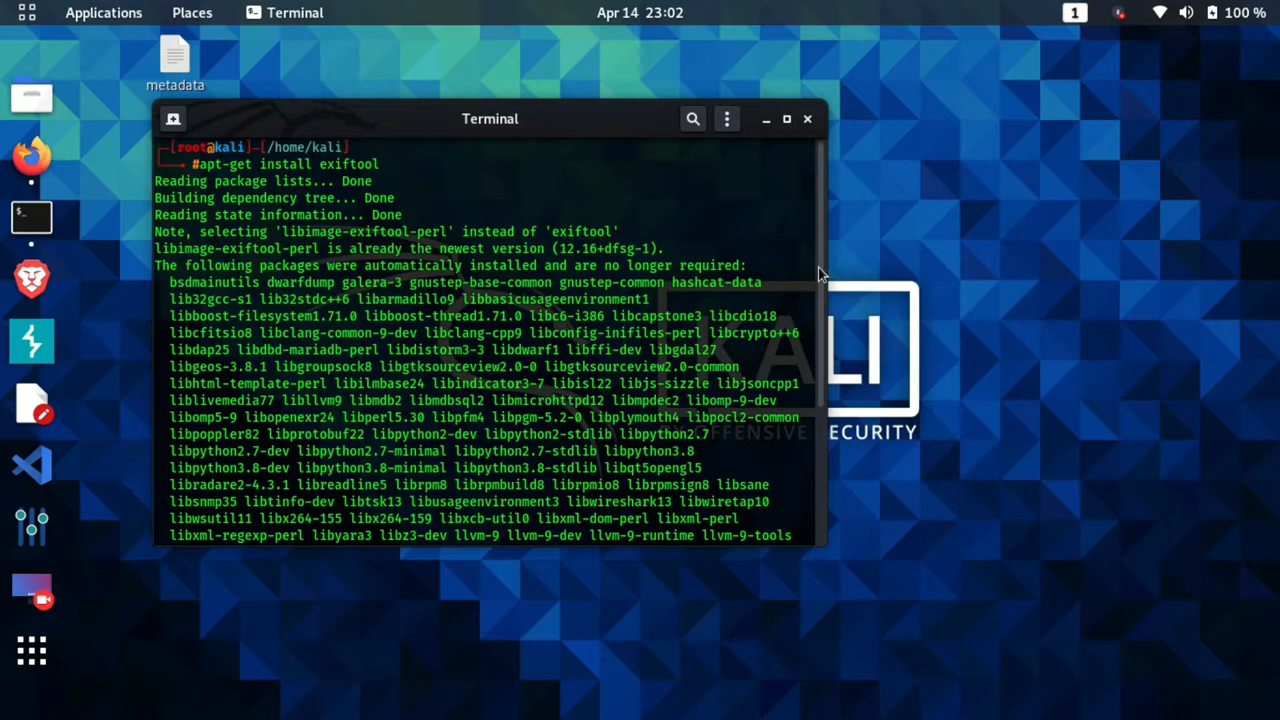 Applications Places Terminal Apr 14 23:02 1 100 %
metadata
Terminal
[root@kali]-[/home/kali]
#apt-get install exiftool
Reading package lists... Done
Building dependency tree... Done
Reading state information... Done
Note, selecting 'libimage-exiftool-perl' instead of 'exiftool'
libimage-exiftool-perl is already the newest version (12.16+dfsg-1).
The following packages were automatically installed and are no longer required:
bsdmainutils dwarfdump galera-3 gnustep-base-common gnustep-common hashcat-data
lib32gcc-s1 lib32stdc++6 libarmadillo9 libbasicusageenvironment1
libboost-filesystem1.71.0 libboost-thread1.71.0 libc6-i386 libcapstone3 libcdio18
libcfitsio8 libclang-common-9-dev libclang-cpp9 libconfig-inifiles-perl libcrypto++6
libdap25 libdbd-mariadb-perl libdistorm3-3 libdwarf1 libffi-dev libgdal27
libgeos-3.8.1 libgroupsock8 libgtksourceview2.0-0 libgtksourceview2.0-common
libhtml-template-perl libilmbase24 libindicator3-7 libisl22 libjs-sizzle libjsoncpp1
liblivemedia77 libllvm9 libmdb2 libmdbsql2 libmicrohttpd12 libmpdec2 libomp-9-dev
libomp5-9 libopenexr24 libperl5.30 libpfm4 libpgm-5.2-0 libplymouth4 libpocl2-common
libpoppler82 libprotobuf22 libpython2-dev libpython2-stdlib libpython2.7
libpython2.7-dev libpython2.7-minimal libpython2.7-stdlib libpython3.8
libpython3.8-dev libpython3.8-minimal libpython3.8-stdlib libqt5opengl5
libradare2-4.3.1 libreadline5 librpm8 librpmbuild8 librpmio8 librpmsign8 libsane
libsnmp35 libtinfo-dev libtsk13 libusageenvironment3 libwireshark13 libwiretap10
libwsutil11 libx264-155 libx264-159 libxcb-util0 libxml-dom-perl libxml-perl
libxml-regexp-perl libyara3 libz3-dev llvm-9 llvm-9-dev llvm-9-runtime llvm-9-tools
KALI
BY OFFENSIVE SECURITY